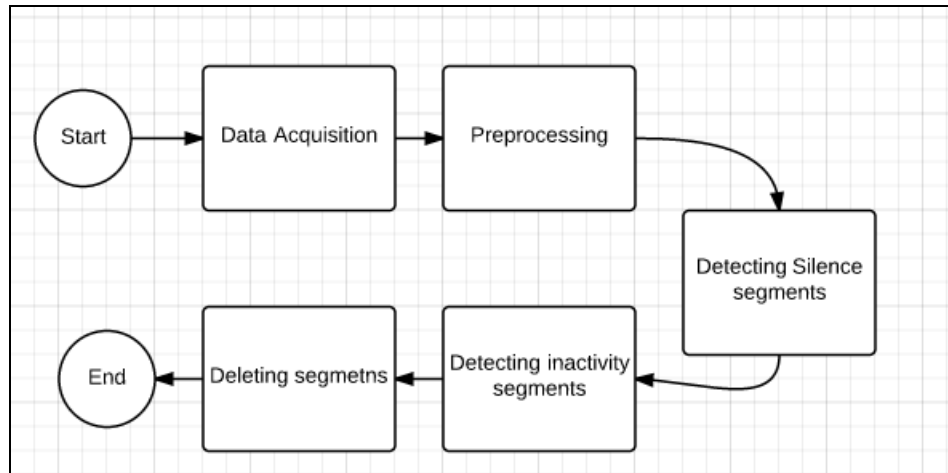 Start
Data Acquisition
Preprocessing
Detecting Silence
segments
Detecting inactivity
segments
Deleting segmetns
End